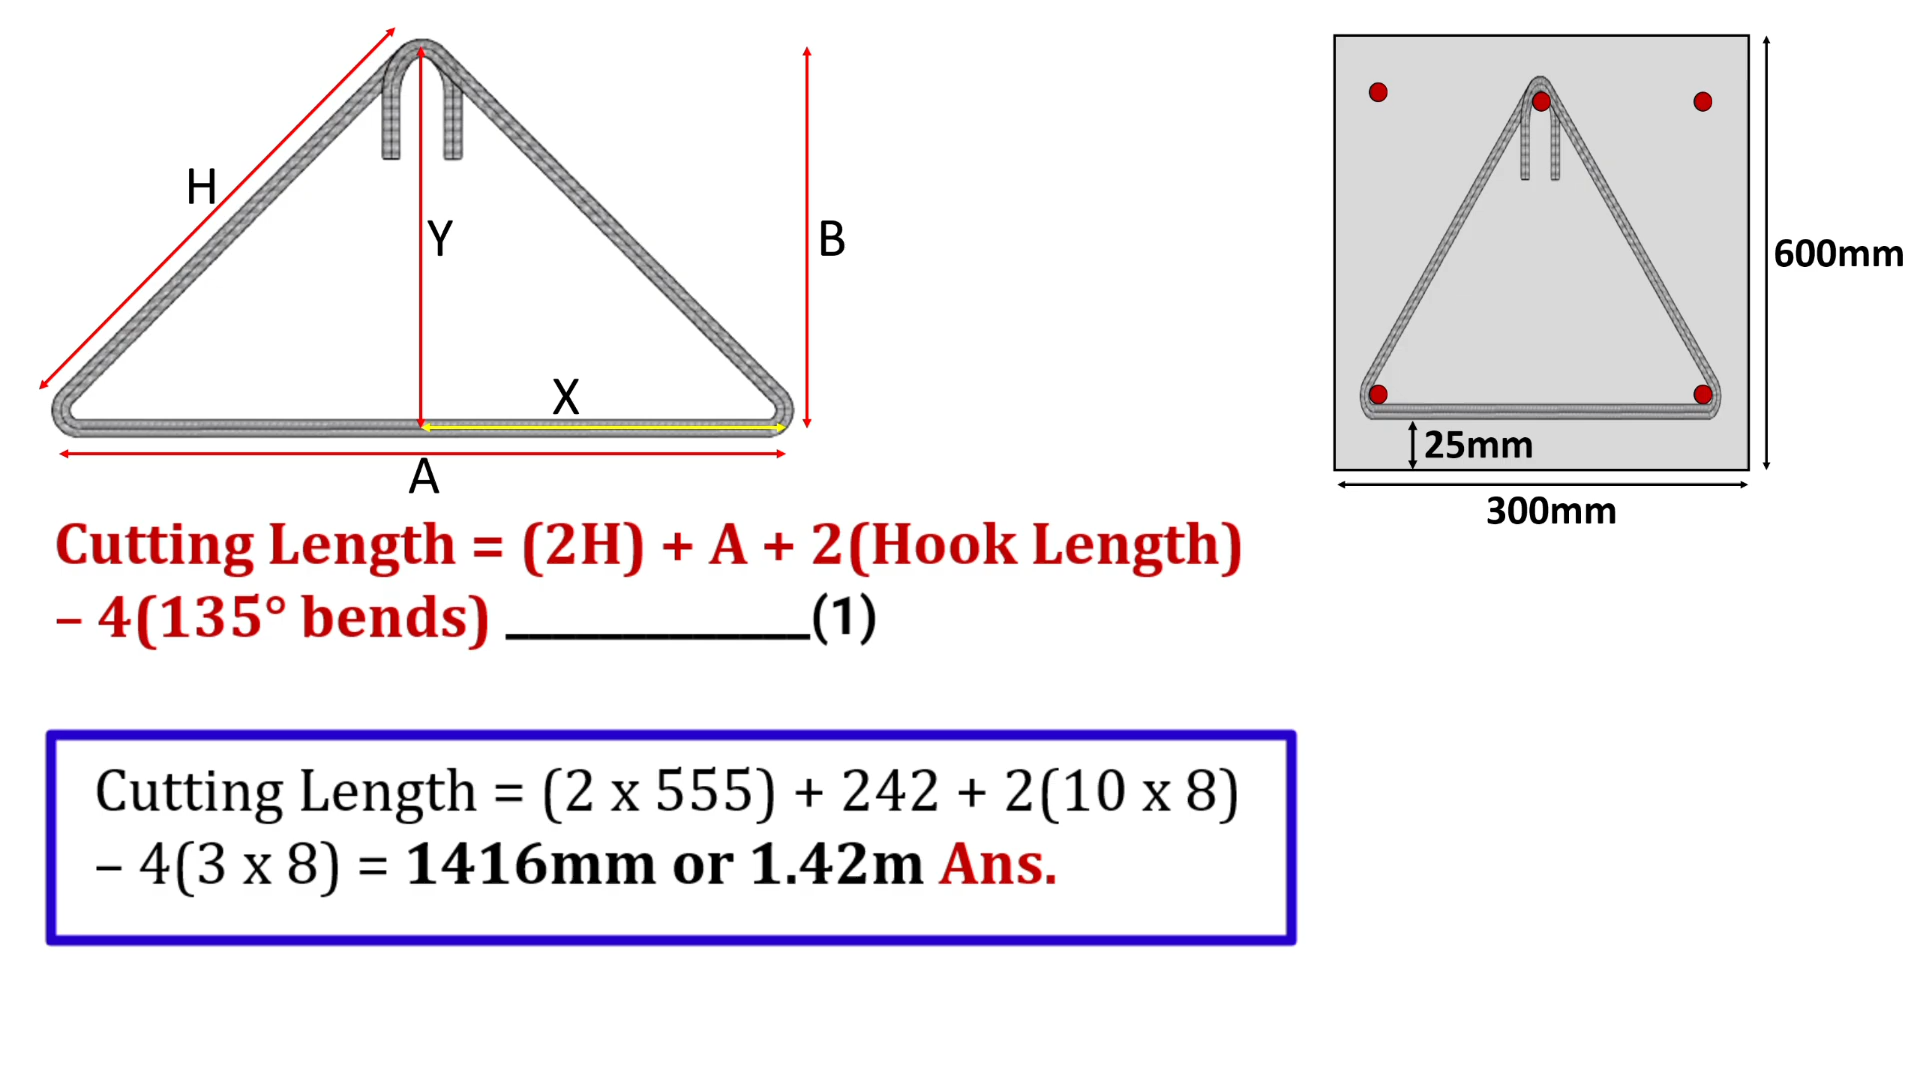 H
Y
B
X
A
600mm
25mm
300mm
Cutting Length = (2H) + A + 2(Hook Length)
– 4(135° bends) ______________(1)
Cutting Length = (2 x 555) + 242 + 2(10 x 8)
– 4(3 x 8) = 1416mm or 1.42m Ans.